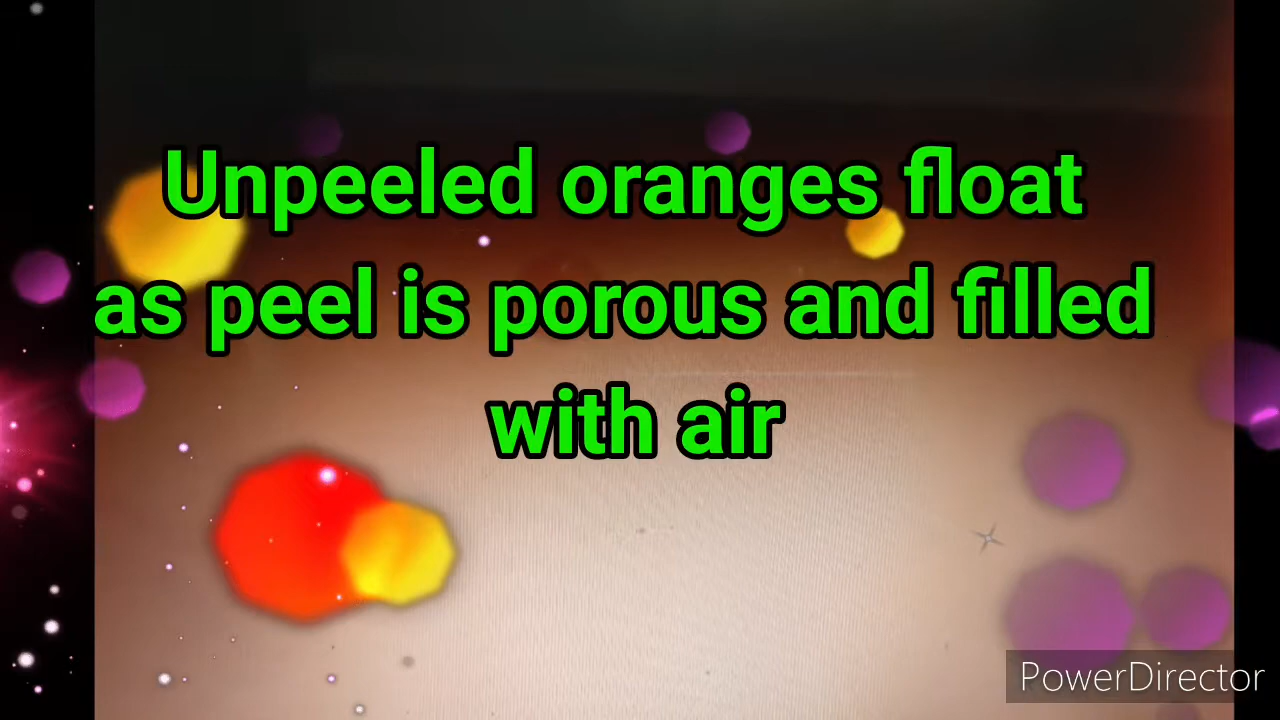 Unpeeled oranges float
as peel is porous and filled
with air
PowerDirector